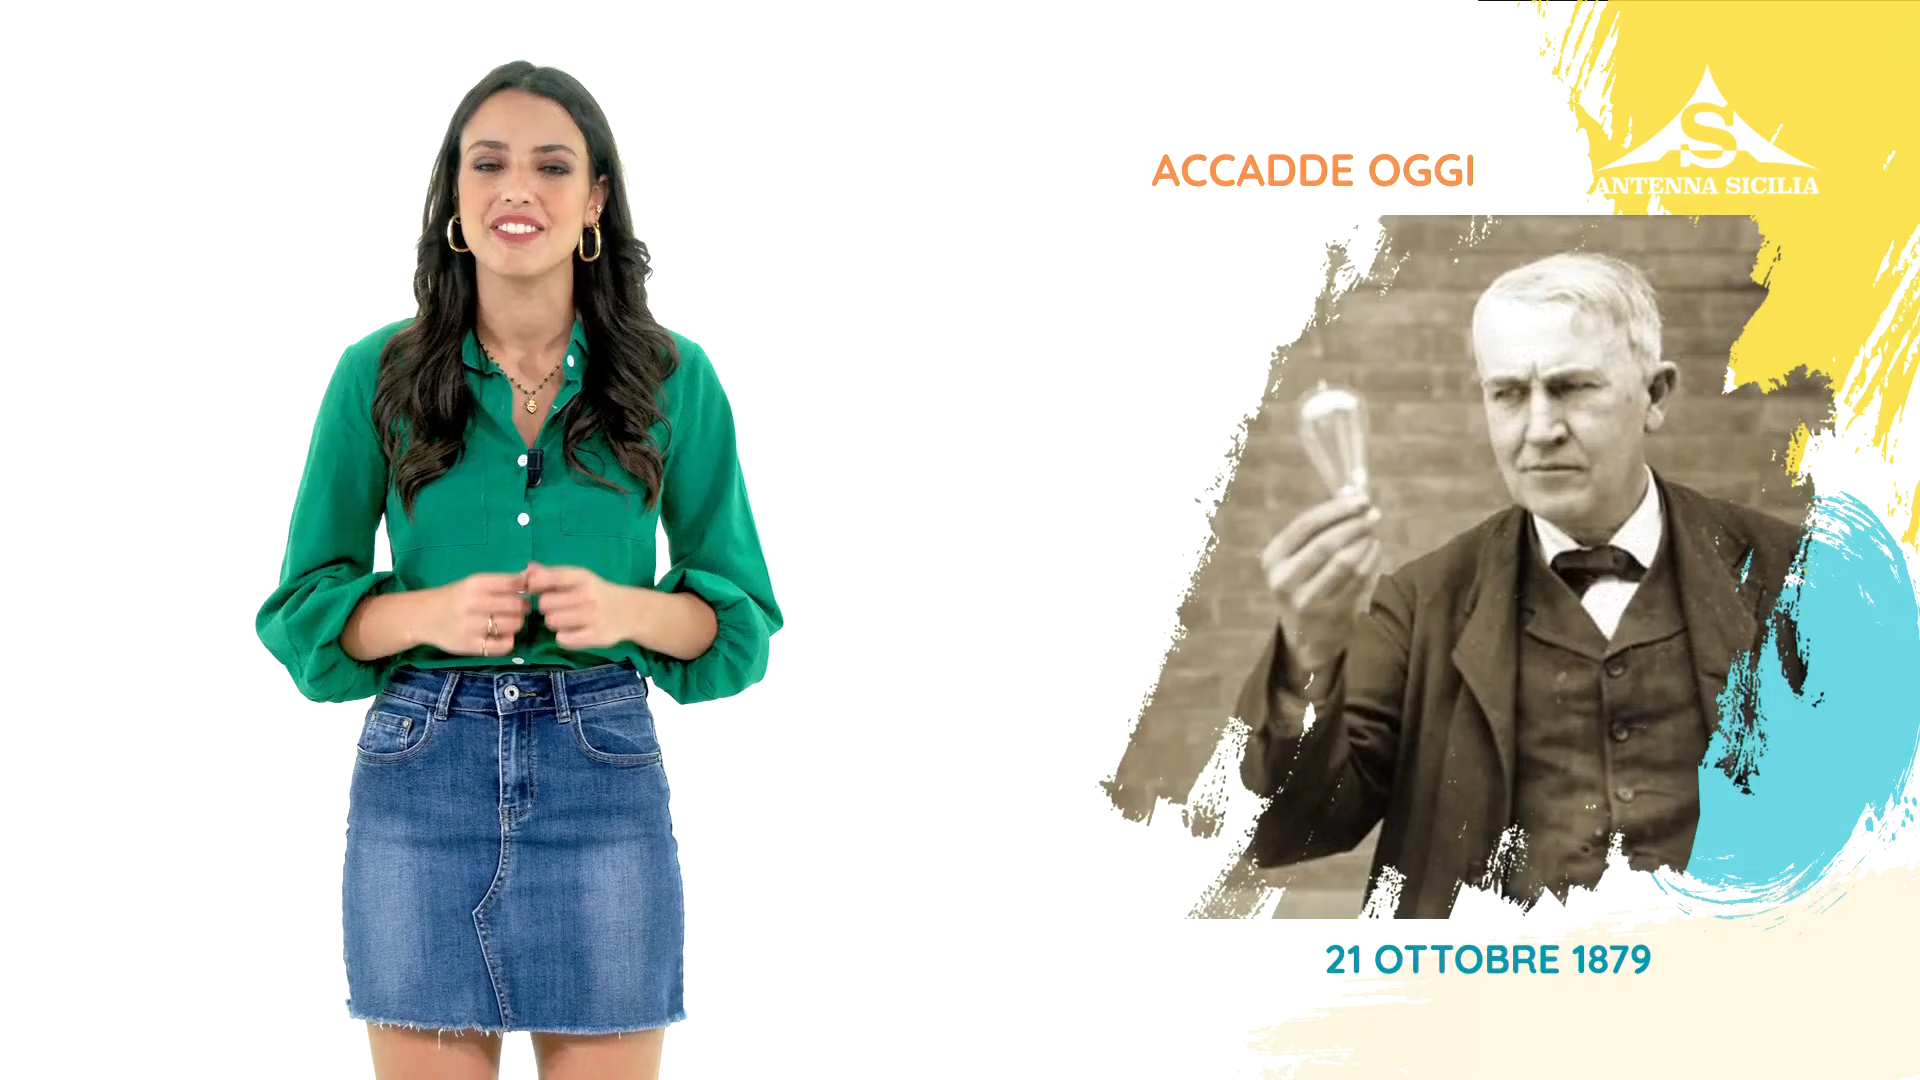 ACCADDE OGGI
S
ANTENNA SICILIA
21 OTTOBRE 1879